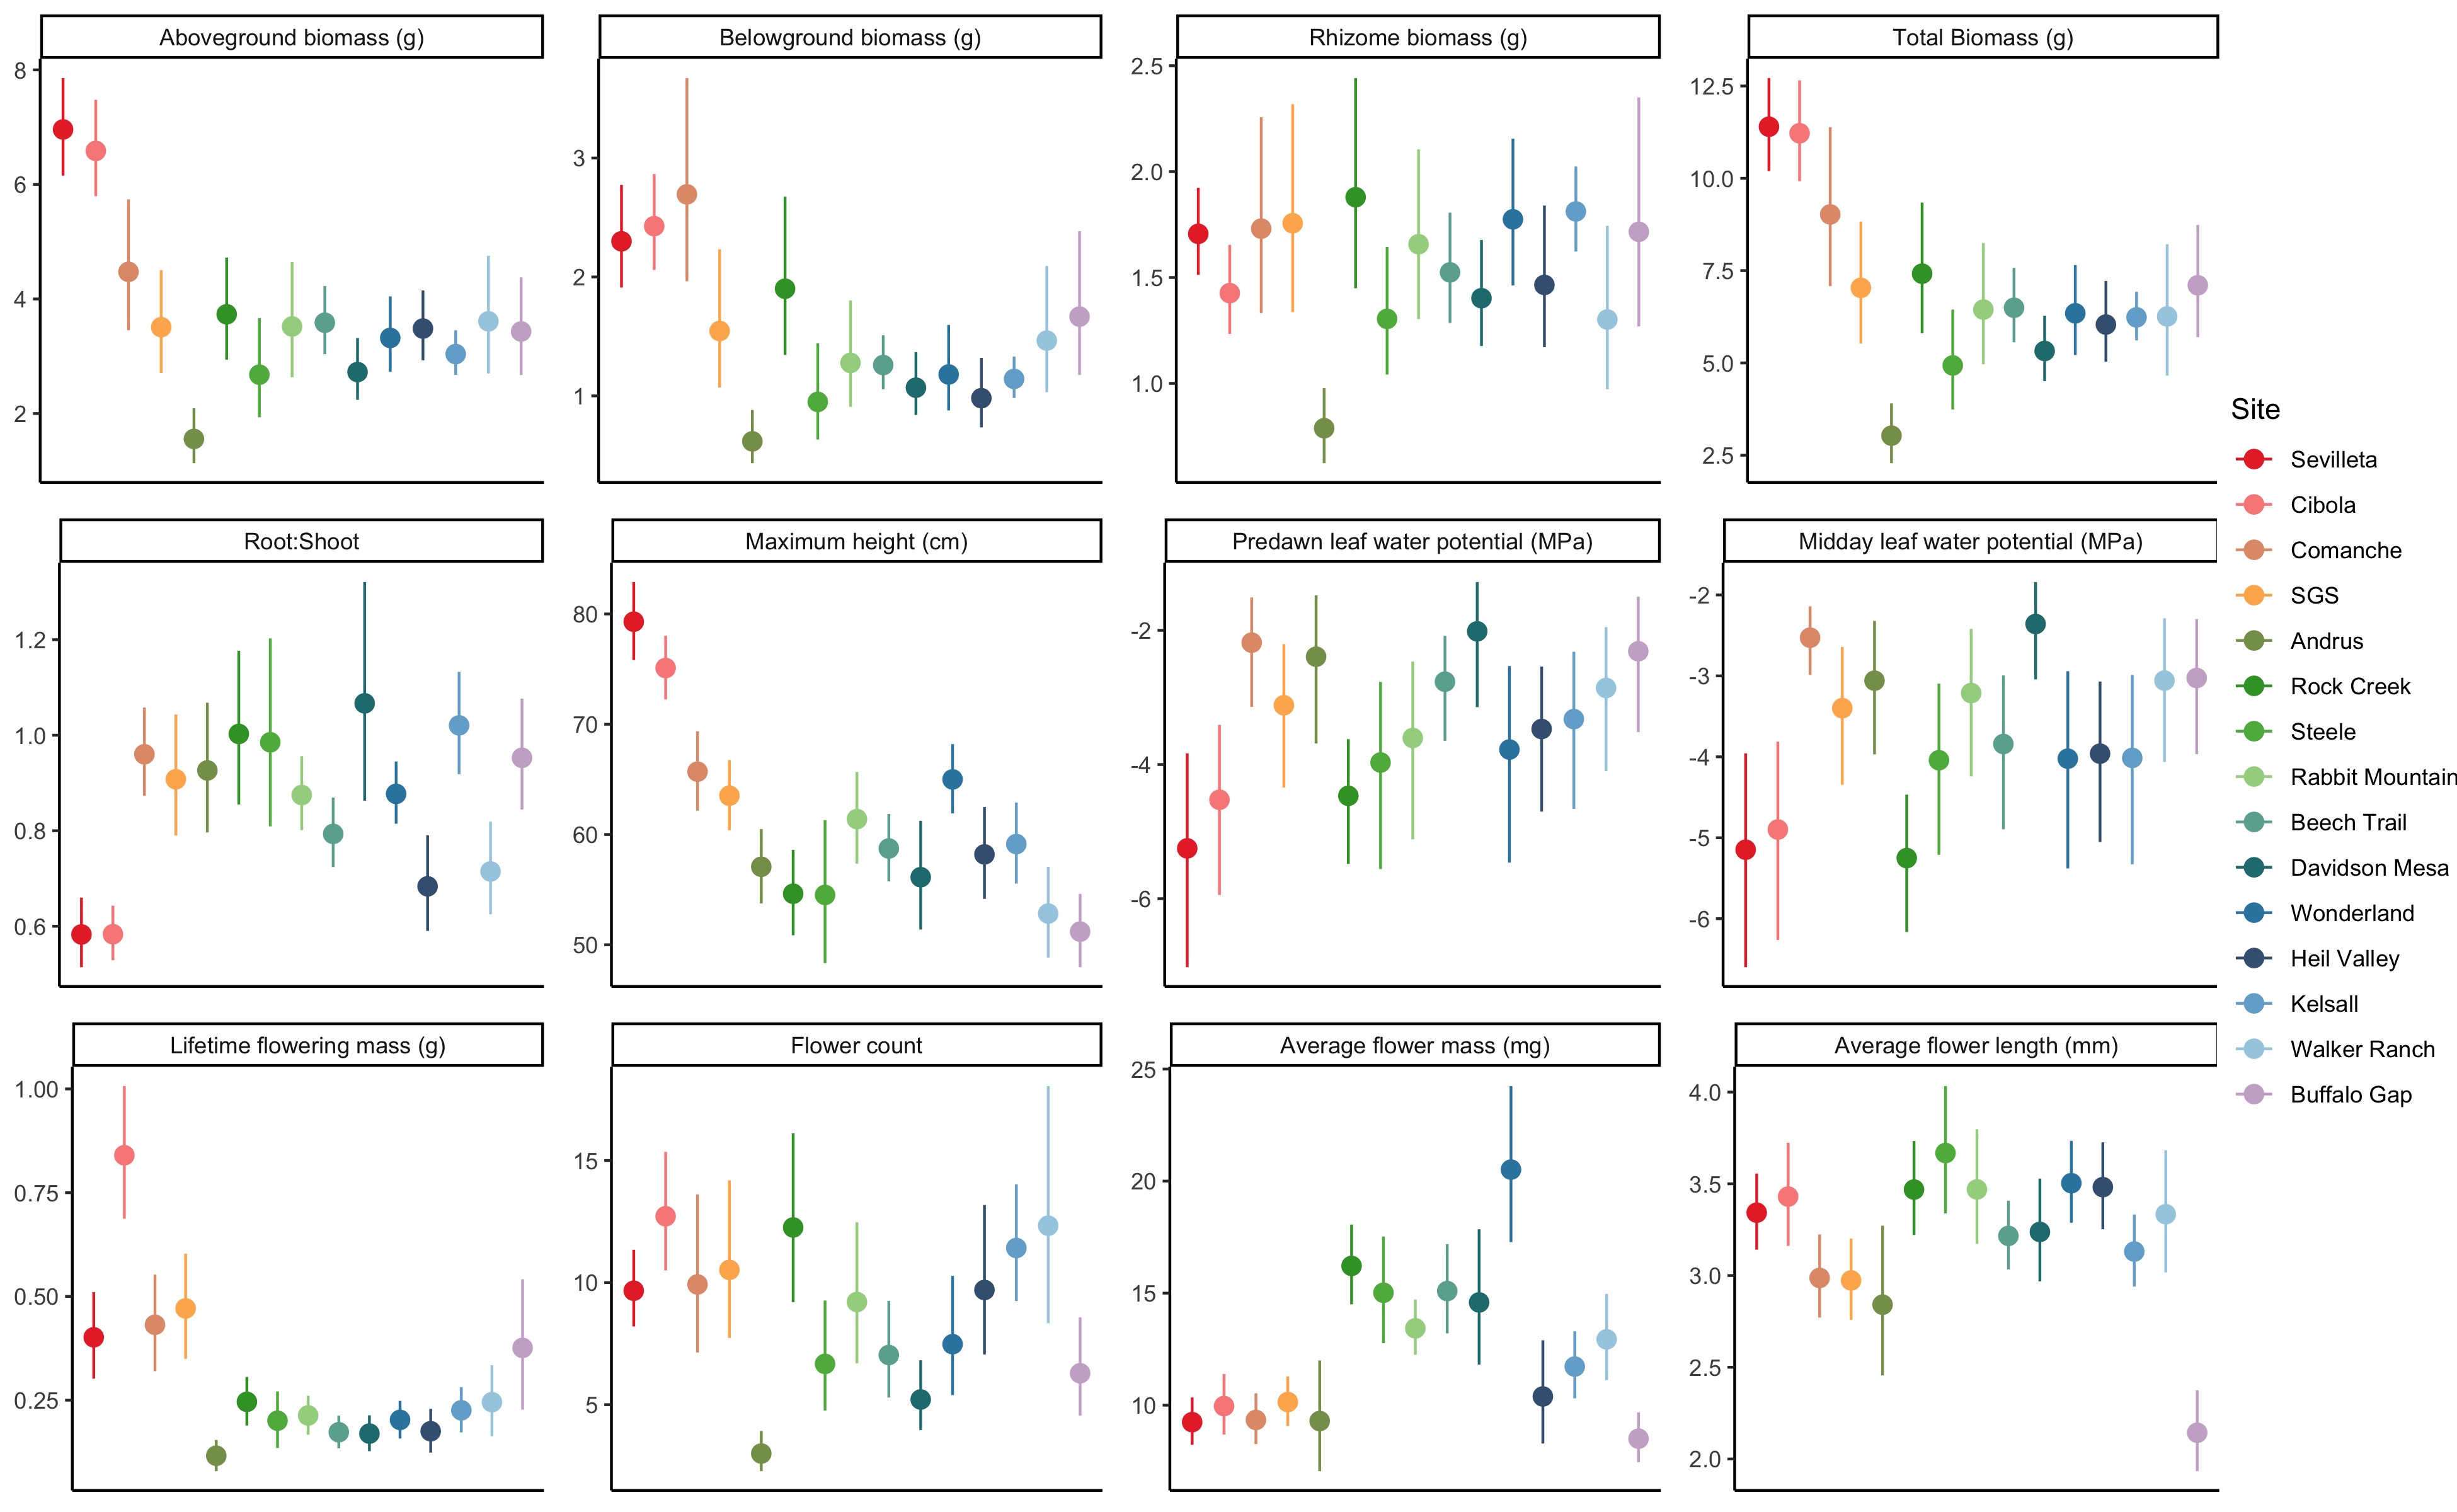 Aboveground biomass (g)
8
6
4
2
Belowground biomass (g)
3
2
1
Rhizome biomass (g)
2.5
2.0
1.5
1.0
Total Biomass (g)
12.5
10.0
7.5
5.0
2.5
Root:Shoot
1.2
1.0
0.8
0.6
Maximum height (cm)
80
70
60
50
Predawn leaf water potential (MPa)
-2
-4
-6
Midday leaf water potential (MPa)
-2
-3
-4
-5
-6
Lifetime flowering mass (g)
1.00
0.75
0.50
0.25
Flower count
15
10
5
Average flower mass (mg)
25
20
15
10
Average flower length (mm)
4.0
3.5
3.0
2.5
2.0
Site
Sevilleta
Cibola
Comanche
SGS
Andrus
Rock Creek
Steele
Rabbit Mountain
Beech Trail
Davidson Mesa
Wonderland
Heil Valley
Kelsall
Walker Ranch
Buffalo Gap